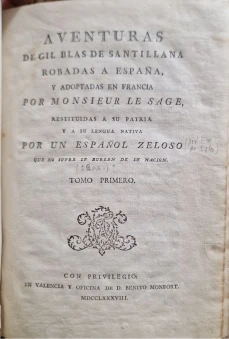 AVENTURAS
DE GIL BLAS DE SANTILLANA
ROBADAS A ESPAÑA,
Y ADOPTADAS EN FRANCIA
POR MONSIEUR LE SAGE,
RESTITUIDAS A SU PATRIA
Y A SU LENGUA NATIVA
POR UN ESPAÑOL ZELOSO
QUE NO SUFRE SE BURLEN DE SU NACION.
TOMO PRIMERO.
CON PRIVILEGIO:
EN VALENCIA Y OFICINA DE D. BENITO MONFORT.
MDCCLXXXVIII.